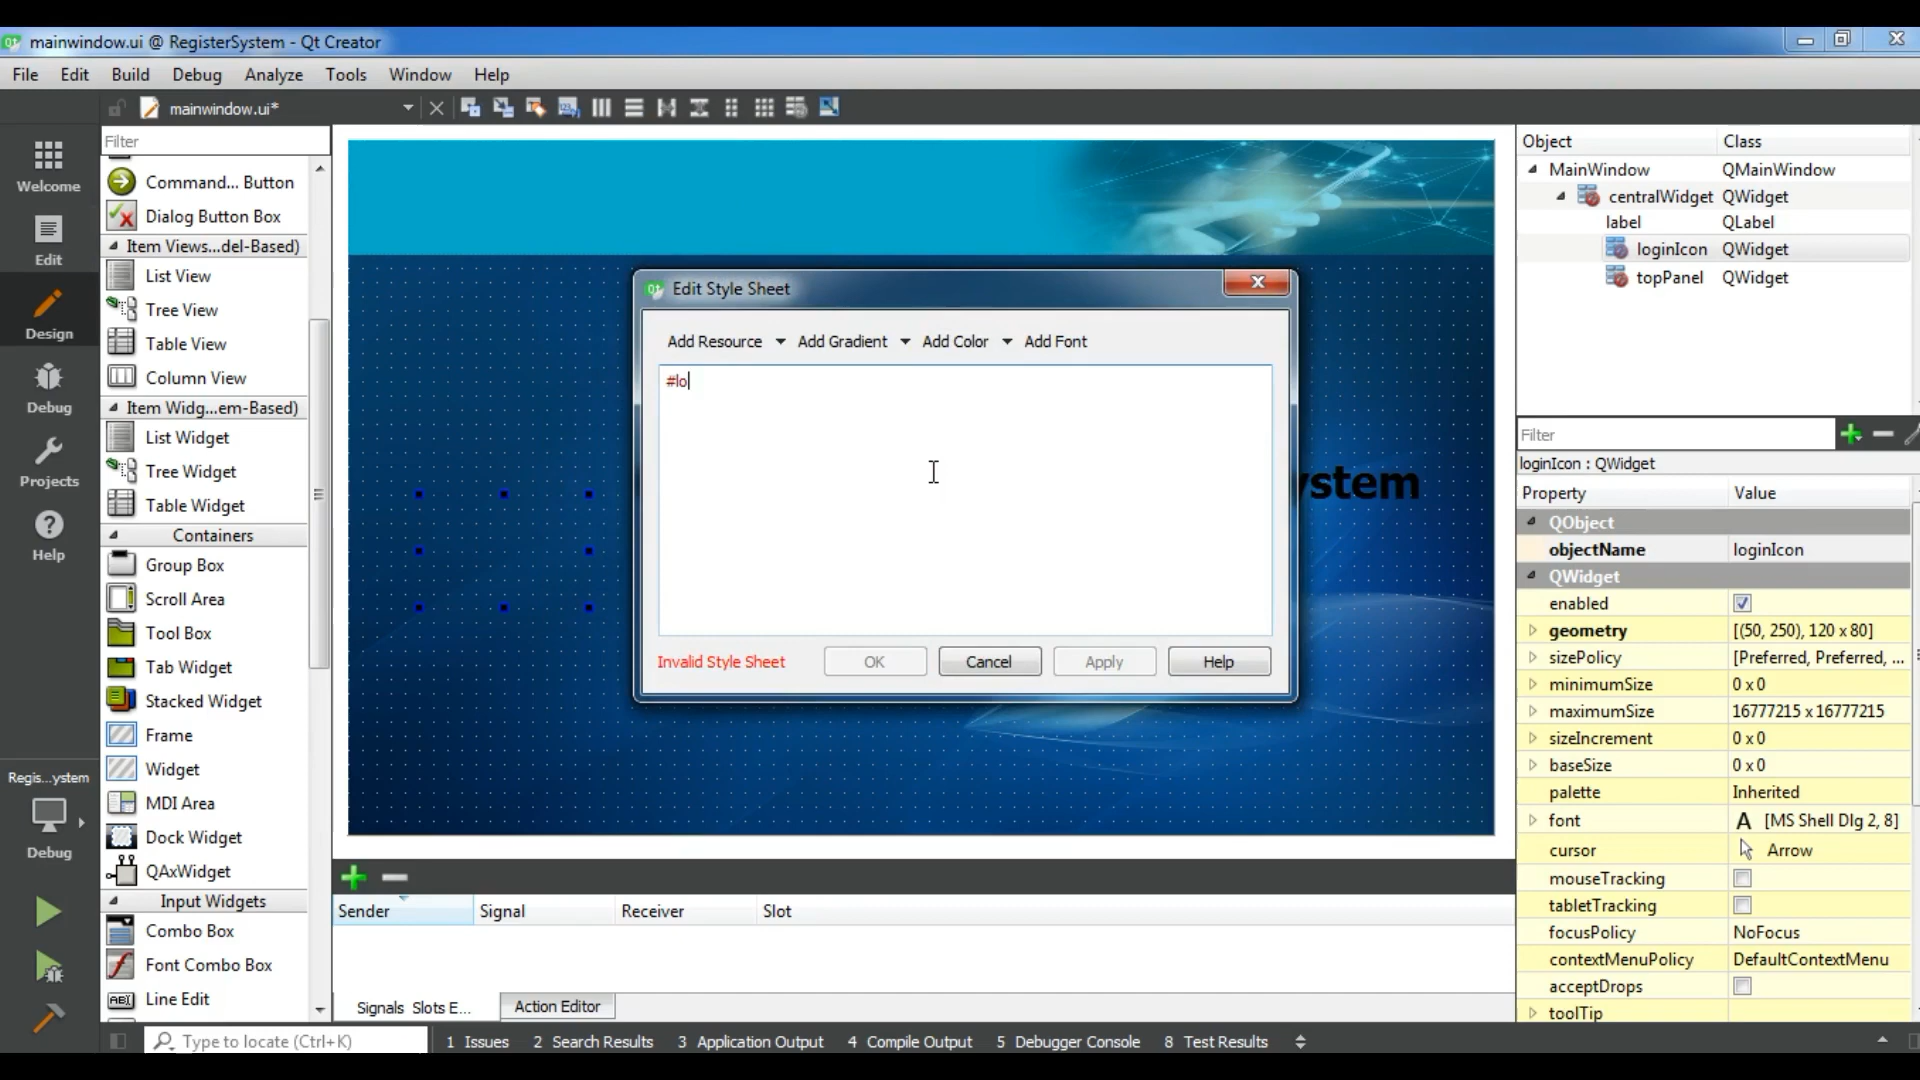 mainwindow.ui @ RegisterSystem - Qt Creator
File Edit Build Debug Analyze Tools Window Help
mainwindow.ui*
Welcome
Edit
Design
Debug
Projects
Help
Regis...ystem
Debug
Filter
Command... Button
Dialog Button Box
Item Views...del-Based)
List View
Tree View
Table View
Column View
Item Widg...em-Based)
List Widget
Tree Widget
Table Widget
Containers
Group Box
Scroll Area
Tool Box
Tab Widget
Stacked Widget
Frame
Widget
MDI Area
Dock Widget
QAxWidget
Input Widgets
Combo Box
Font Combo Box
Line Edit
ystem
Edit Style Sheet
Add Resource Add Gradient Add Color Add Font
#lo
Invalid Style Sheet OK Cancel Apply Help
Sender Signal Receiver Slot
Signals Slots E... Action Editor
Object Class
MainWindow QMainWindow
centralWidget QWidget
label QLabel
loginIcon QWidget
topPanel QWidget
Filter
loginIcon : QWidget
Property Value
QObject
objectName loginIcon
QWidget
enabled
geometry [(50, 250), 120 x 80]
sizePolicy [Preferred, Preferred, ...
minimumSize 0 x 0
maximumSize 16777215 x 16777215
sizeIncrement 0 x 0
baseSize 0 x 0
palette Inherited
font A [MS Shell Dlg 2, 8]
cursor Arrow
mouseTracking
tabletTracking
focusPolicy NoFocus
contextMenuPolicy DefaultContextMenu
acceptDrops
toolTip
Type to locate (Ctrl+K) 1 Issues 2 Search Results 3 Application Output 4 Compile Output 5 Debugger Console 8 Test Results